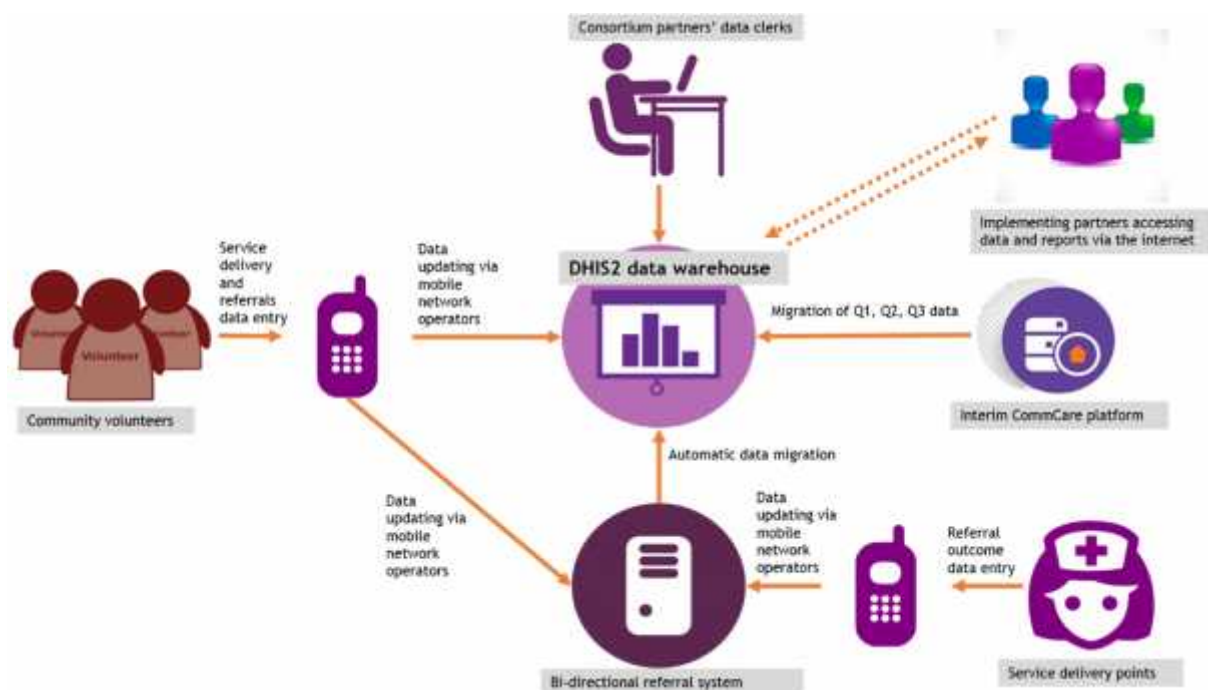 Consortium partners' data clerks
Implementing partners accessing
data and reports via the internet
Service
delivery
and
referrals
data entry
Data
updating via
mobile
network
operators
DHIS2 data warehouse
Migration of Q1, Q2, Q3 data
Volunteer
Volunteer
Volunteer
Community volunteers
Interim CommCare platform
Automatic data migration
Data
updating via
mobile
network
operators
Data
updating via
mobile
network
operators
Referral
outcome
data entry
Bi-directional referral system
Service delivery points